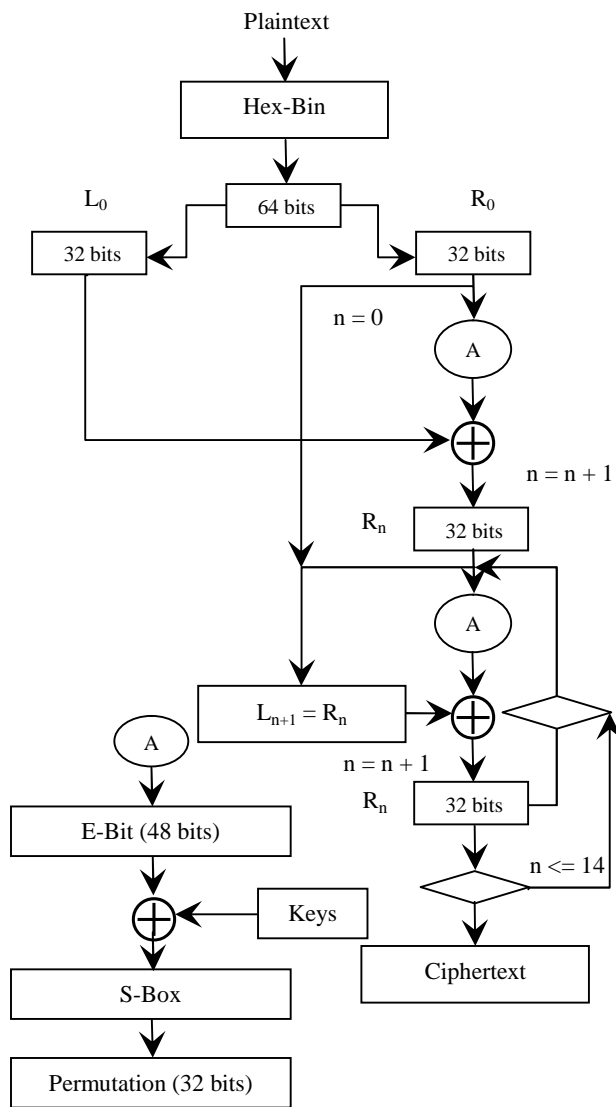 Plaintext
Hex-Bin
L₀
64 bits
R₀
32 bits
32 bits
n = 0
A
n = n + 1
Rₙ
32 bits
A
Lₙ₊₁ = Rₙ
A
n = n + 1
Rₙ
32 bits
E-Bit (48 bits)
n <= 14
Keys
Ciphertext
S-Box
Permutation (32 bits)